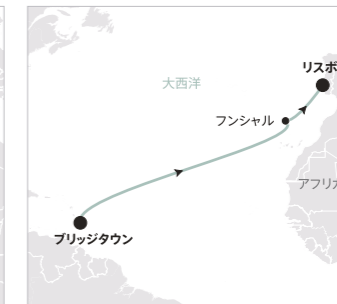 リスボ
大西洋
フンシャル
アフリカ
ブリッジタウン